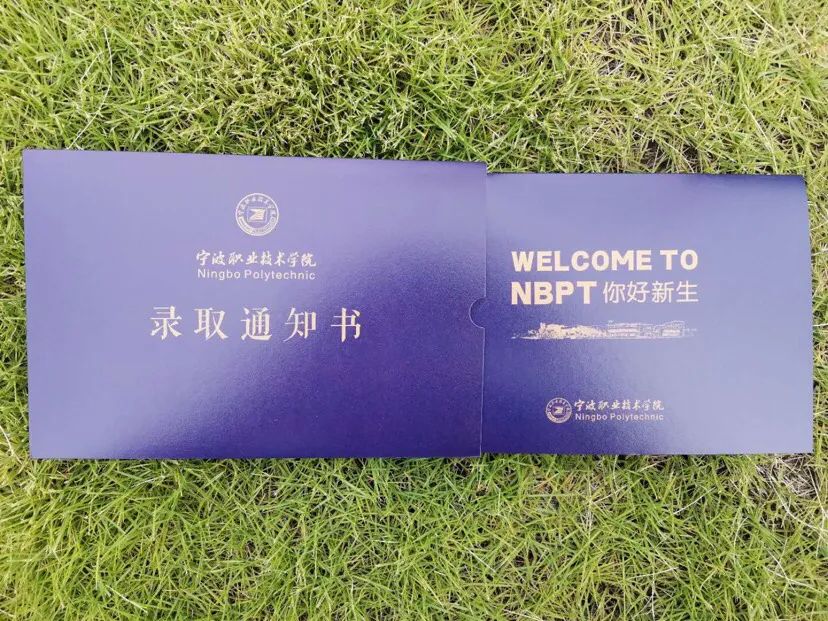 宁波职业技术学院
Ningbo Polytechnic
录取通知书
WELCOME TO
NBPT 你好新生
宁波职业技术学院
Ningbo Polytechnic